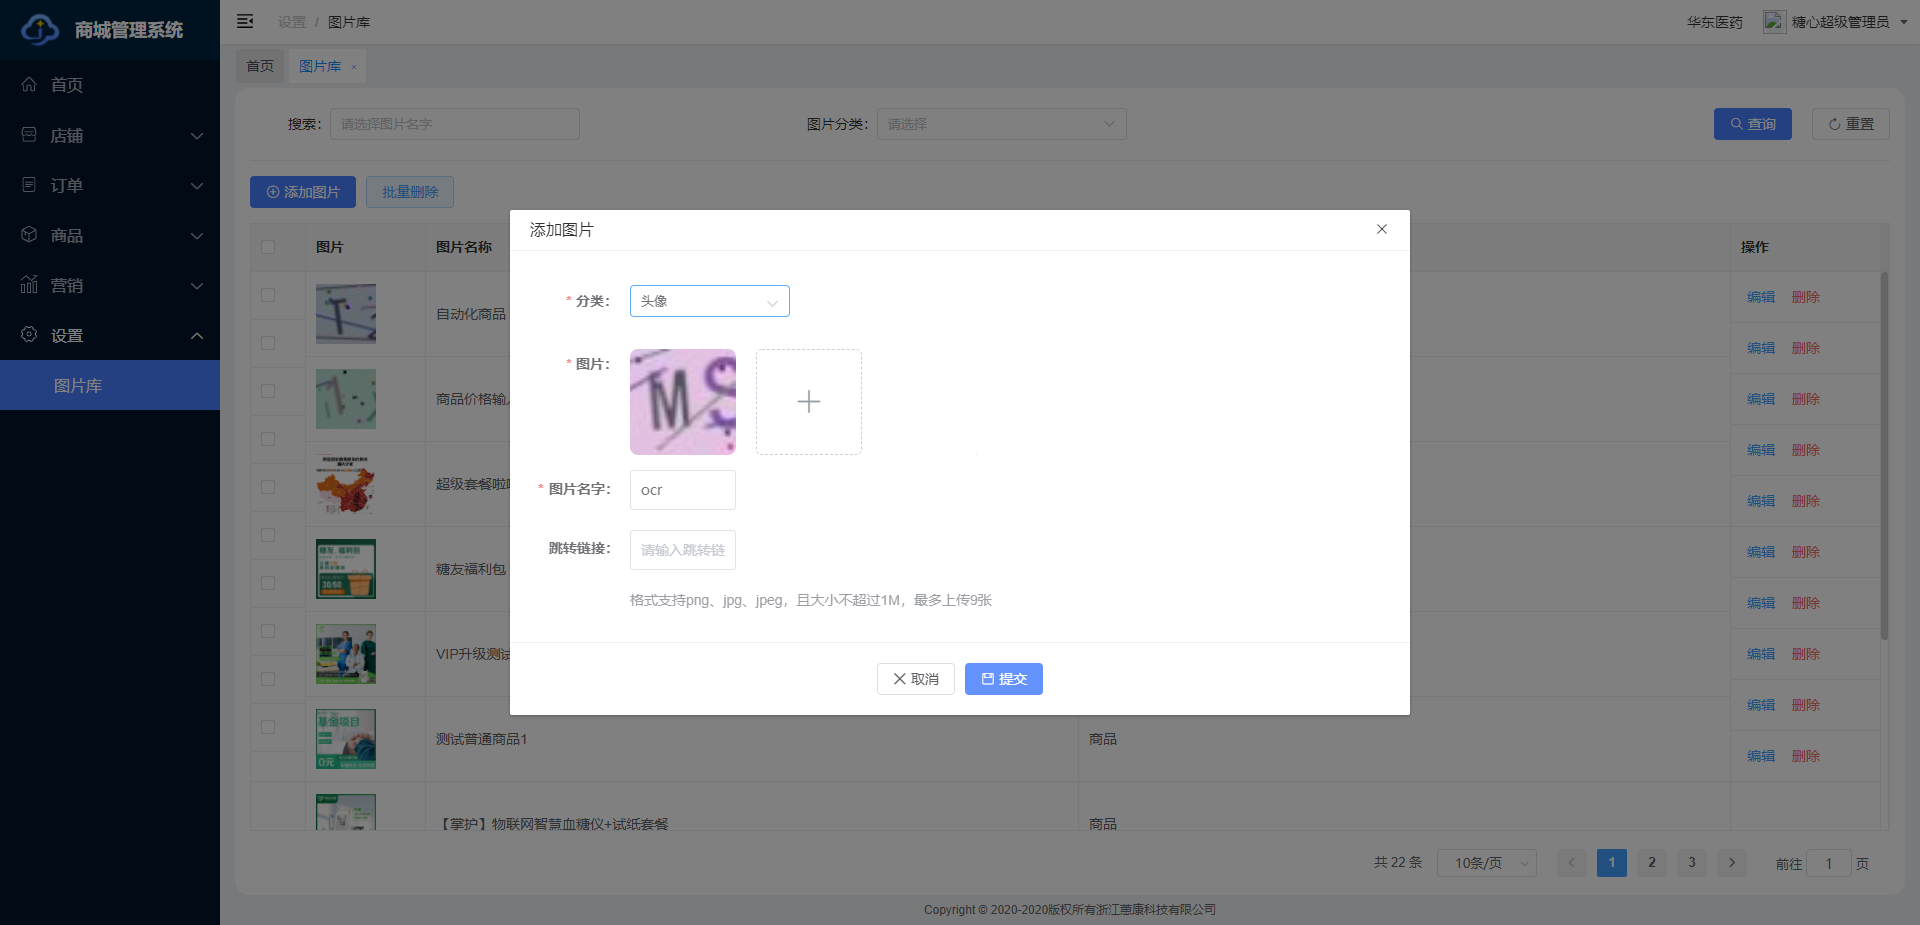 商城管理系统
设置 / 图片库
华东医药
糖心超级管理员
首页
店铺
订单
商品
营销
设置
图片库
首页
图片库 ×
搜索：
请选择图片名字
图片分类：
请选择
查询
重置
添加图片
批量删除
图片
图片名称
操作
自动化商品
商品价格输
超级套餐啦
糖友福利包
VIP升级测试
测试普通商品1
商品
【掌护】物联网智慧血糖仪+试纸套餐
商品
糖友 福利包
基金项目
0元
编辑 删除
编辑 删除
编辑 删除
编辑 删除
编辑 删除
编辑 删除
编辑 删除
编辑 删除
编辑 删除
编辑 删除
添加图片
* 分类：
头像
* 图片：
MS
* 图片名字：
ocr
跳转链接：
请输入跳转链
格式支持png、jpg、jpeg，且大小不超过1M，最多上传9张
取消
提交
共 22 条
10条/页
1
2
3
前往
1
页
Copyright © 2020-2020版权所有浙江蕙康科技有限公司